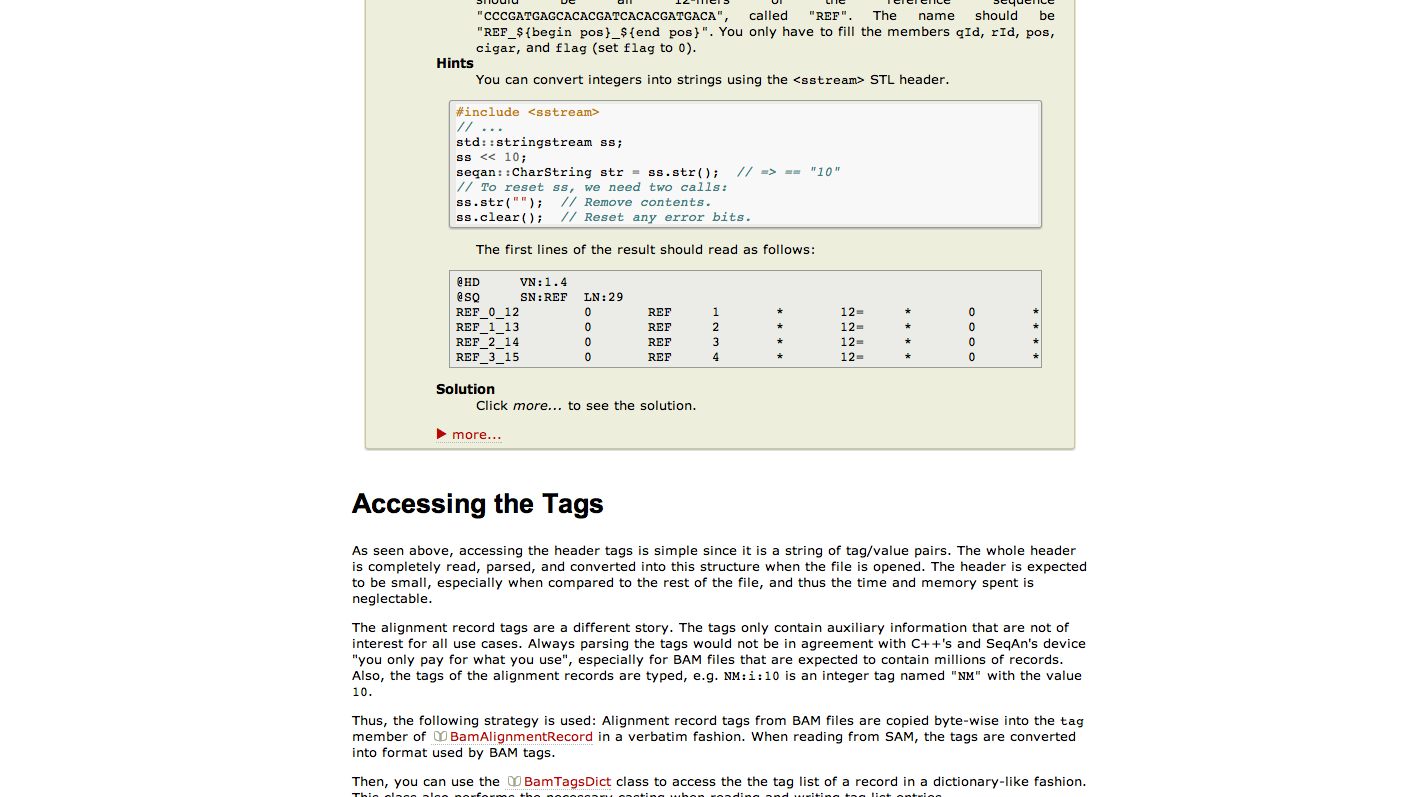 should be all 12-mers of the reference sequence
"CCCGATGAGCACACGATCACACGATGACA", called "REF". The name should be
"REF_${begin pos}_${end pos}". You only have to fill the members qId, rId, pos,
cigar, and flag (set flag to 0).
Hints
You can convert integers into strings using the <sstream> STL header.
#include <sstream>
// ...
std::stringstream ss;
ss << 10;
seqan::CharString str = ss.str();  // => == "10"
// To reset ss, we need two calls:
ss.str("");  // Remove contents.
ss.clear();  // Reset any error bits.
The first lines of the result should read as follows:
@HD VN:1.4
@SQ SN:REF LN:29
REF_0_12 0 REF 1 * 12= * 0 *
REF_1_13 0 REF 2 * 12= * 0 *
REF_2_14 0 REF 3 * 12= * 0 *
REF_3_15 0 REF 4 * 12= * 0 *
Solution
Click more... to see the solution.
more...
Accessing the Tags
As seen above, accessing the header tags is simple since it is a string of tag/value pairs. The whole header
is completely read, parsed, and converted into this structure when the file is opened. The header is expected
to be small, especially when compared to the rest of the file, and thus the time and memory spent is
neglectable.
The alignment record tags are a different story. The tags only contain auxiliary information that are not of
interest for all use cases. Always parsing the tags would not be in agreement with C++'s and SeqAn's device
"you only pay for what you use", especially for BAM files that are expected to contain millions of records.
Also, the tags of the alignment records are typed, e.g. NM:i:10 is an integer tag named "NM" with the value
10.
Thus, the following strategy is used: Alignment record tags from BAM files are copied byte-wise into the tag
member of BamAlignmentRecord in a verbatim fashion. When reading from SAM, the tags are converted
into format used by BAM tags.
Then, you can use the BamTagsDict class to access the the tag list of a record in a dictionary-like fashion.
This class also performs the necessary casting when reading and writing tag list entries.